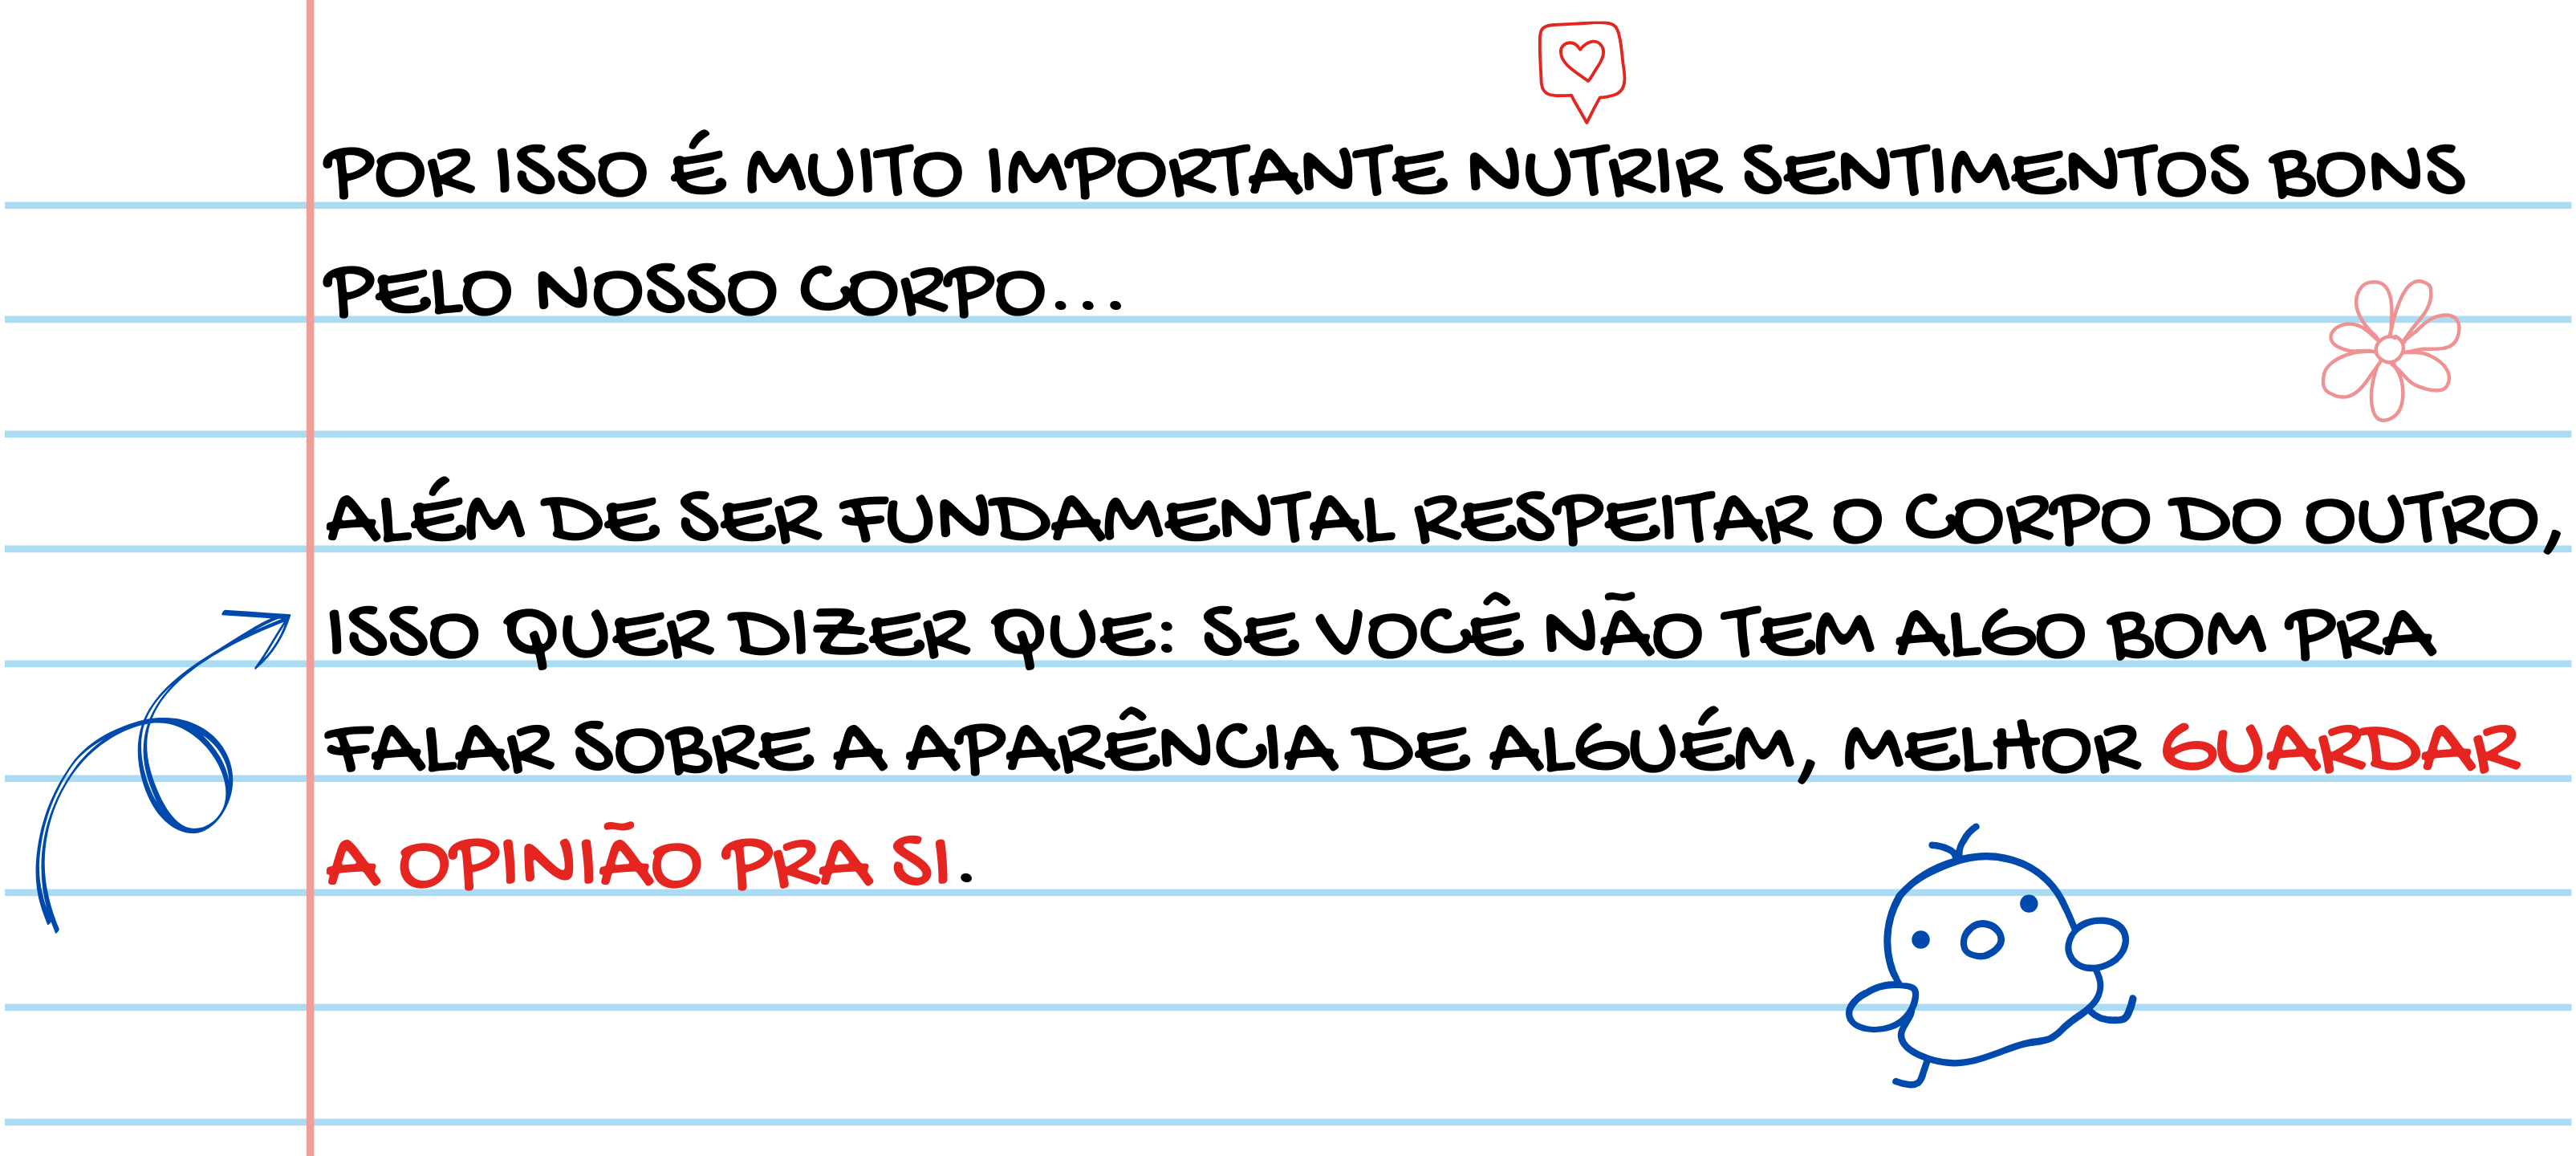 POR ISSO É MUITO IMPORTANTE NUTRIR SENTIMENTOS BONS
PELO NOSSO CORPO...
ALÉM DE SER FUNDAMENTAL RESPEITAR O CORPO DO OUTRO,
ISSO QUER DIZER QUE: SE VOCÊ NÃO TEM ALGO BOM PRA
FALAR SOBRE A APARÊNCIA DE ALGUÉM, MELHOR GUARDAR
A OPINIÃO PRA SI.